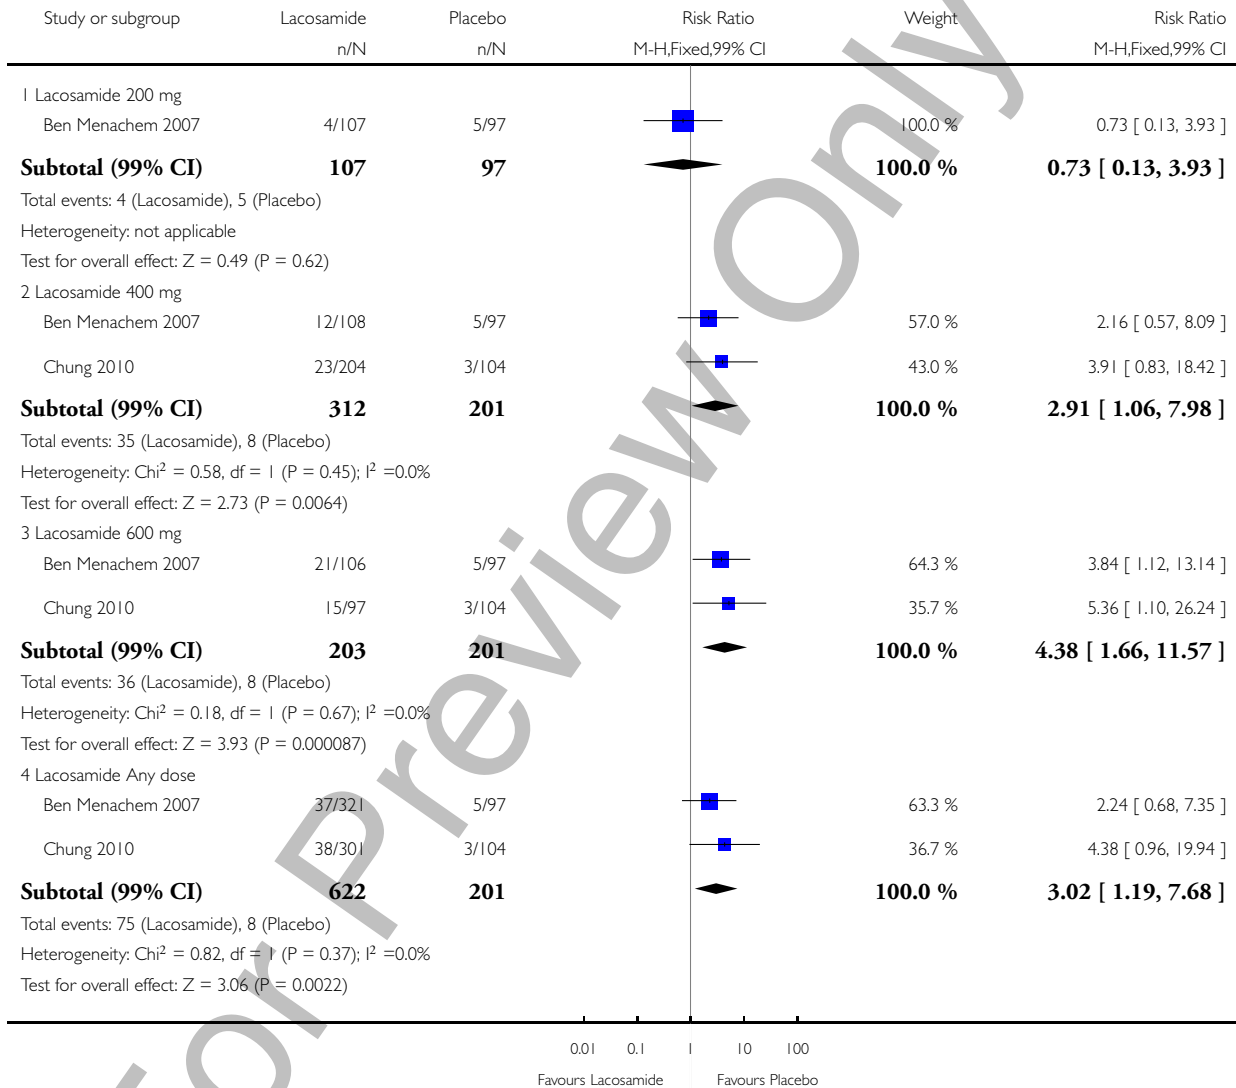 Study or subgroup Lacosamide Placebo Risk Ratio Weight Risk Ratio
n/N n/N M-H,Fixed,99% CI M-H,Fixed,99% CI
1 Lacosamide 200 mg
Ben Menachem 2007 4/107 5/97 100.0 % 0.73 [ 0.13, 3.93 ]
Subtotal (99% CI) 107 97 100.0 % 0.73 [ 0.13, 3.93 ]
Total events: 4 (Lacosamide), 5 (Placebo)
Heterogeneity: not applicable
Test for overall effect: Z = 0.49 (P = 0.62)
2 Lacosamide 400 mg
Ben Menachem 2007 12/108 5/97 57.0 % 2.16 [ 0.57, 8.09 ]
Chung 2010 23/204 3/104 43.0 % 3.91 [ 0.83, 18.42 ]
Subtotal (99% CI) 312 201 100.0 % 2.91 [ 1.06, 7.98 ]
Total events: 35 (Lacosamide), 8 (Placebo)
Heterogeneity: Chi² = 0.58, df = 1 (P = 0.45); I² =0.0%
Test for overall effect: Z = 2.73 (P = 0.0064)
3 Lacosamide 600 mg
Ben Menachem 2007 21/106 5/97 64.3 % 3.84 [ 1.12, 13.14 ]
Chung 2010 15/97 3/104 35.7 % 5.36 [ 1.10, 26.24 ]
Subtotal (99% CI) 203 201 100.0 % 4.38 [ 1.66, 11.57 ]
Total events: 36 (Lacosamide), 8 (Placebo)
Heterogeneity: Chi² = 0.18, df = 1 (P = 0.67); I² =0.0%
Test for overall effect: Z = 3.93 (P = 0.000087)
4 Lacosamide Any dose
Ben Menachem 2007 37/321 5/97 63.3 % 2.24 [ 0.68, 7.35 ]
Chung 2010 38/301 3/104 36.7 % 4.38 [ 0.96, 19.94 ]
Subtotal (99% CI) 622 201 100.0 % 3.02 [ 1.19, 7.68 ]
Total events: 75 (Lacosamide), 8 (Placebo)
Heterogeneity: Chi² = 0.82, df = 1 (P = 0.37); I² =0.0%
Test for overall effect: Z = 3.06 (P = 0.0022)
0.01 0.1 1 10 100
Favours Lacosamide Favours Placebo
For Preview Only